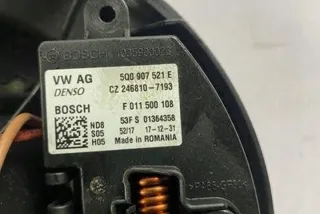 BOSCH
VW AG 5Q0 907 521 E
DENSO CZ 246810-7193
BOSCH F 011 500 108
ND8 53F S 01364358
S05 52/17 17-12-31
H05 Made in ROMANIA